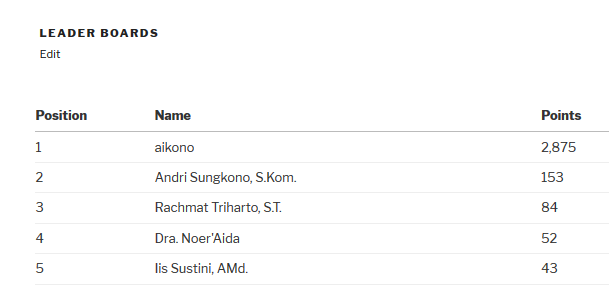 LEADER BOARDS
Edit
Position Name Points
1 aikono 2,875
2 Andri Sungkono, S.Kom. 153
3 Rachmat Triharto, S.T. 84
4 Dra. Noer'Aida 52
5 Iis Sustini, AMd. 43